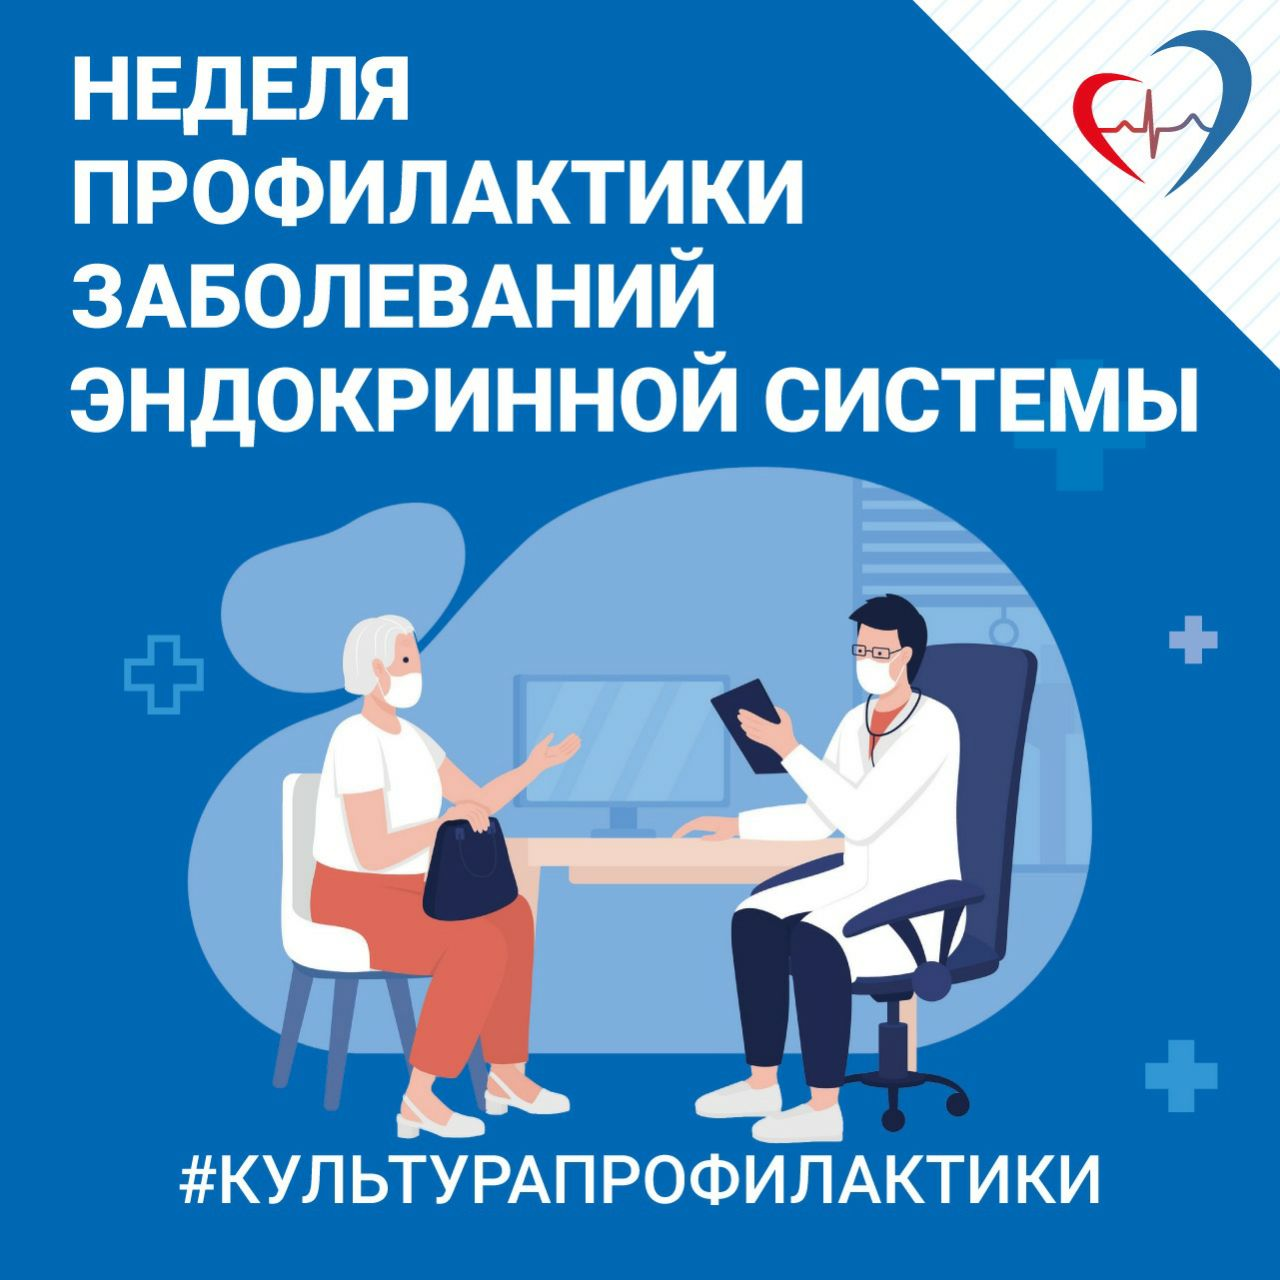 НЕДЕЛЯ
ПРОФИЛАКТИКИ
ЗАБОЛЕВАНИЙ
ЭНДОКРИННОЙ СИСТЕМЫ
#КУЛЬТУРАПРОФИЛАКТИКИ